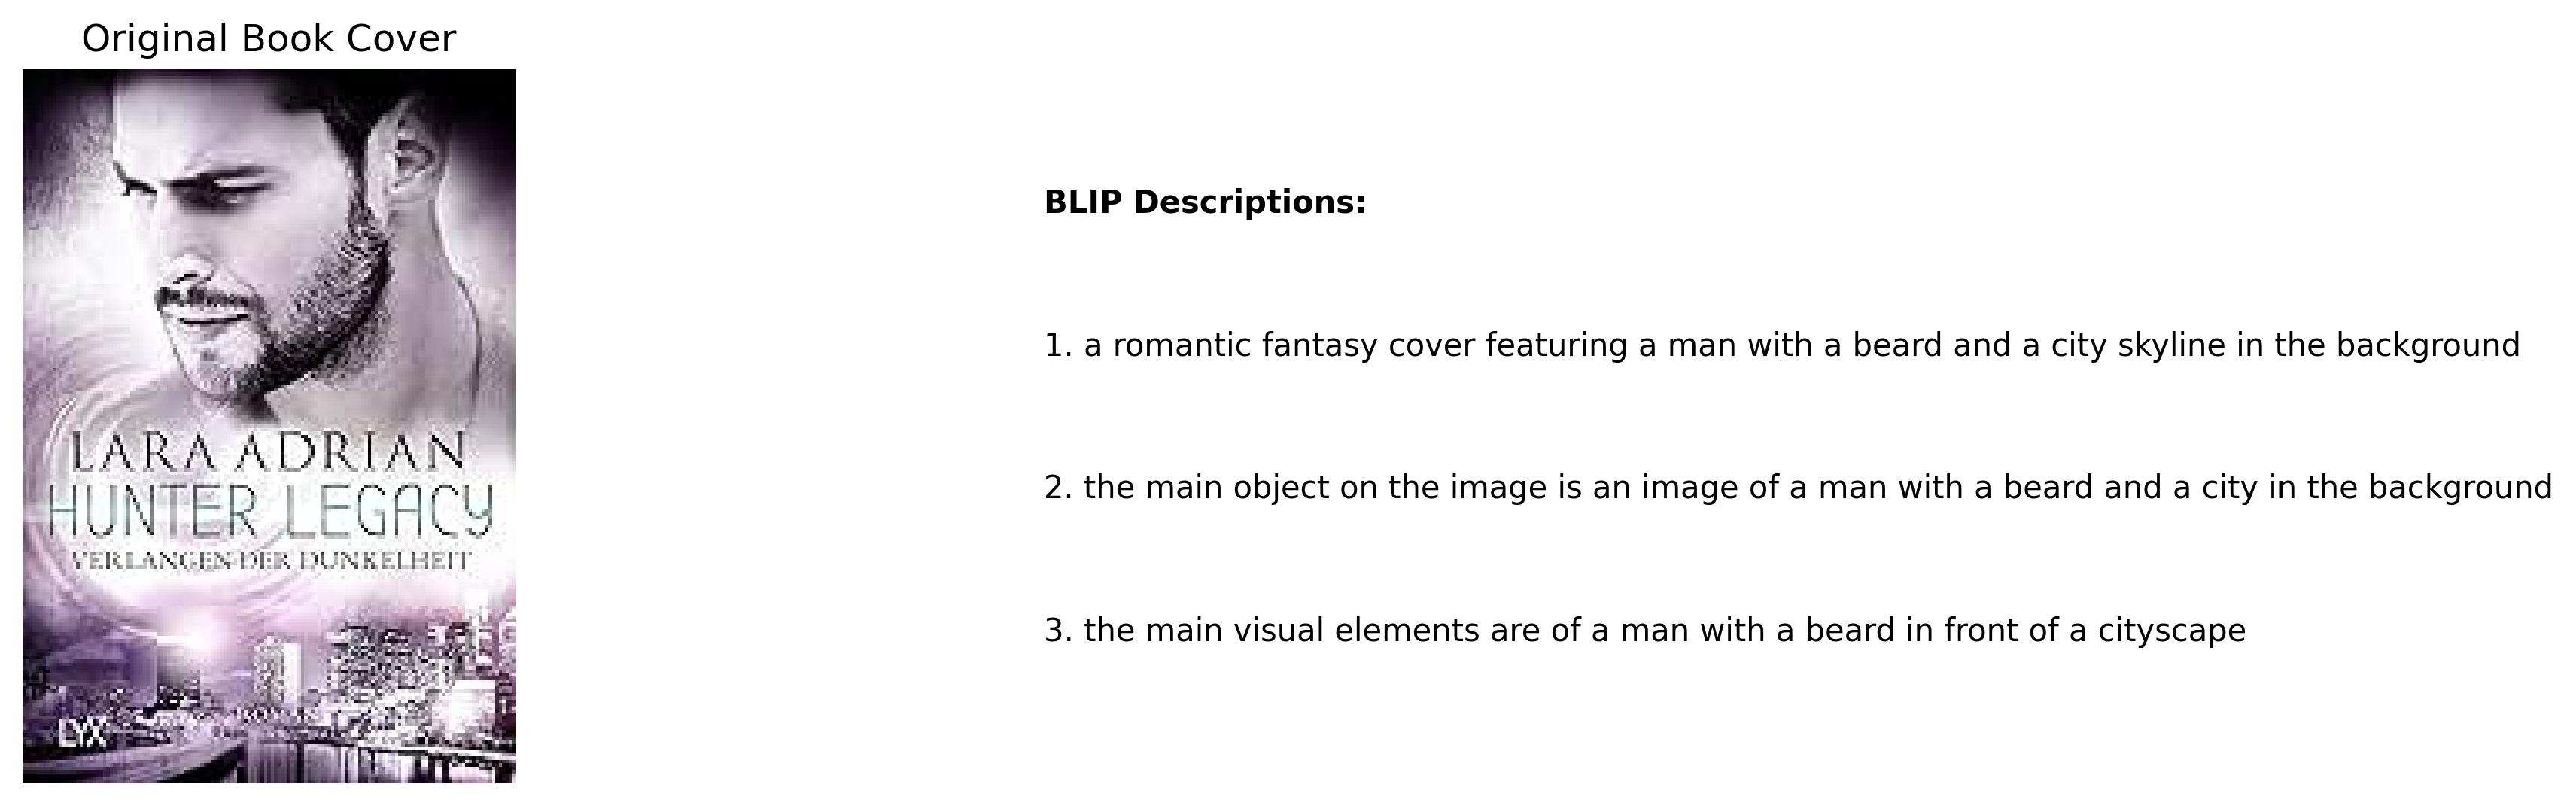 Original Book Cover
LARA ADRIAN
HUNTER LEGACY
VERLANGEN DER DUNKELHEIT
LYX
BLIP Descriptions:
1. a romantic fantasy cover featuring a man with a beard and a city skyline in the background
2. the main object on the image is an image of a man with a beard and a city in the background
3. the main visual elements are of a man with a beard in front of a cityscape